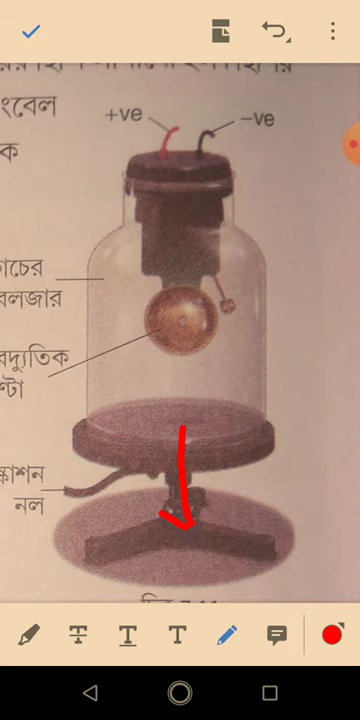 ংবেল
+ve
-ve
ক
াচের
বলজার
বদ্যুতিক
ন্টা
ষ্কাশন
নল